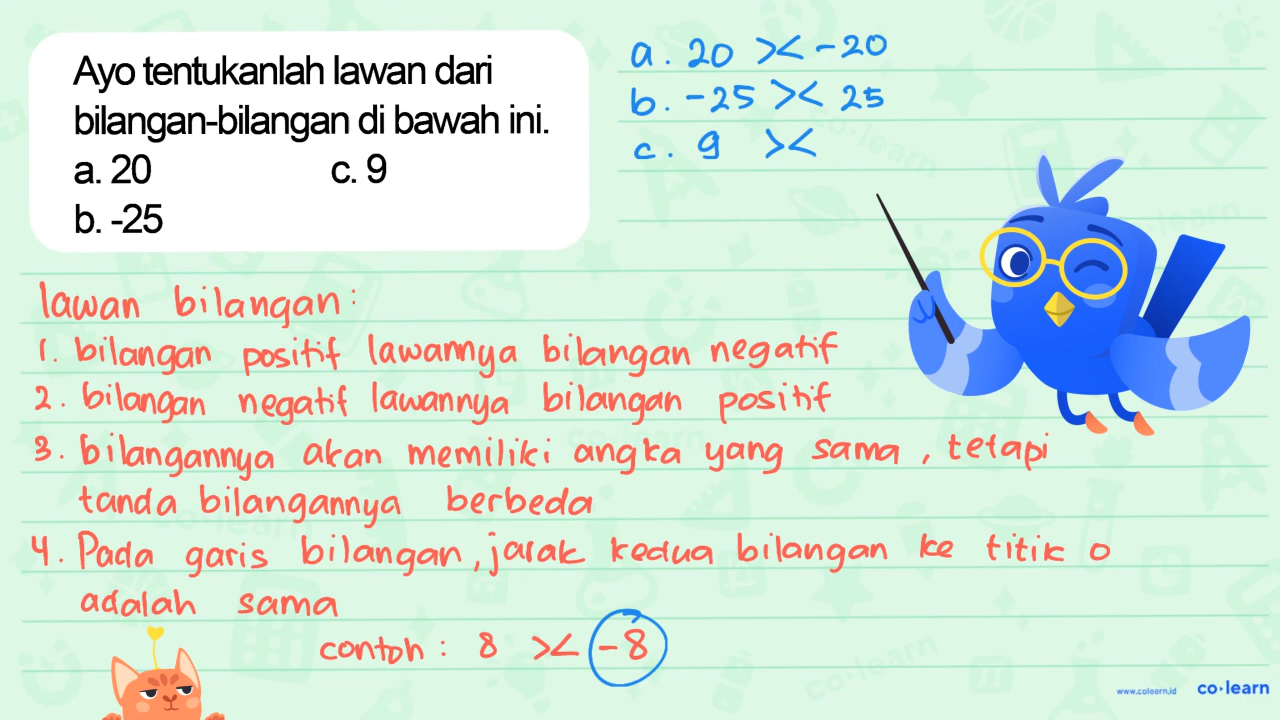 Ayo tentukanlah lawan dari
bilangan-bilangan di bawah ini.
a. 20 c. 9
b. -25
a. 20 >< -20
b. -25 >< 25
c. 9 ><
lawan bilangan:
1. bilangan positif lawannya bilangan negatif
2. bilangan negatif lawannya bilangan positif
3. bilangannya akan memiliki angka yang sama, tetapi
tanda bilangannya berbeda
4. Pada garis bilangan, jarak kedua bilangan ke titik 0
adalah sama
contoh: 8 >< -8
www.colearn.id co·learn